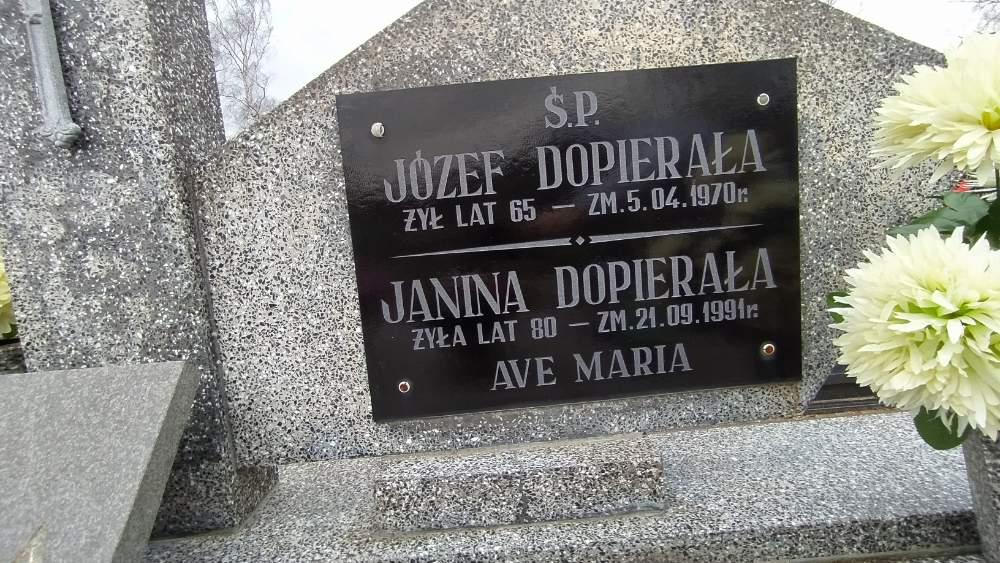 Ś.P.
JÓZEF DOPIERAŁA
ŻYŁ LAT 65 — ZM. 5.04.1970r.
JANINA DOPIERAŁA
ŻYŁA LAT 80 — ZM. 21.09.1991r.
AVE MARIA